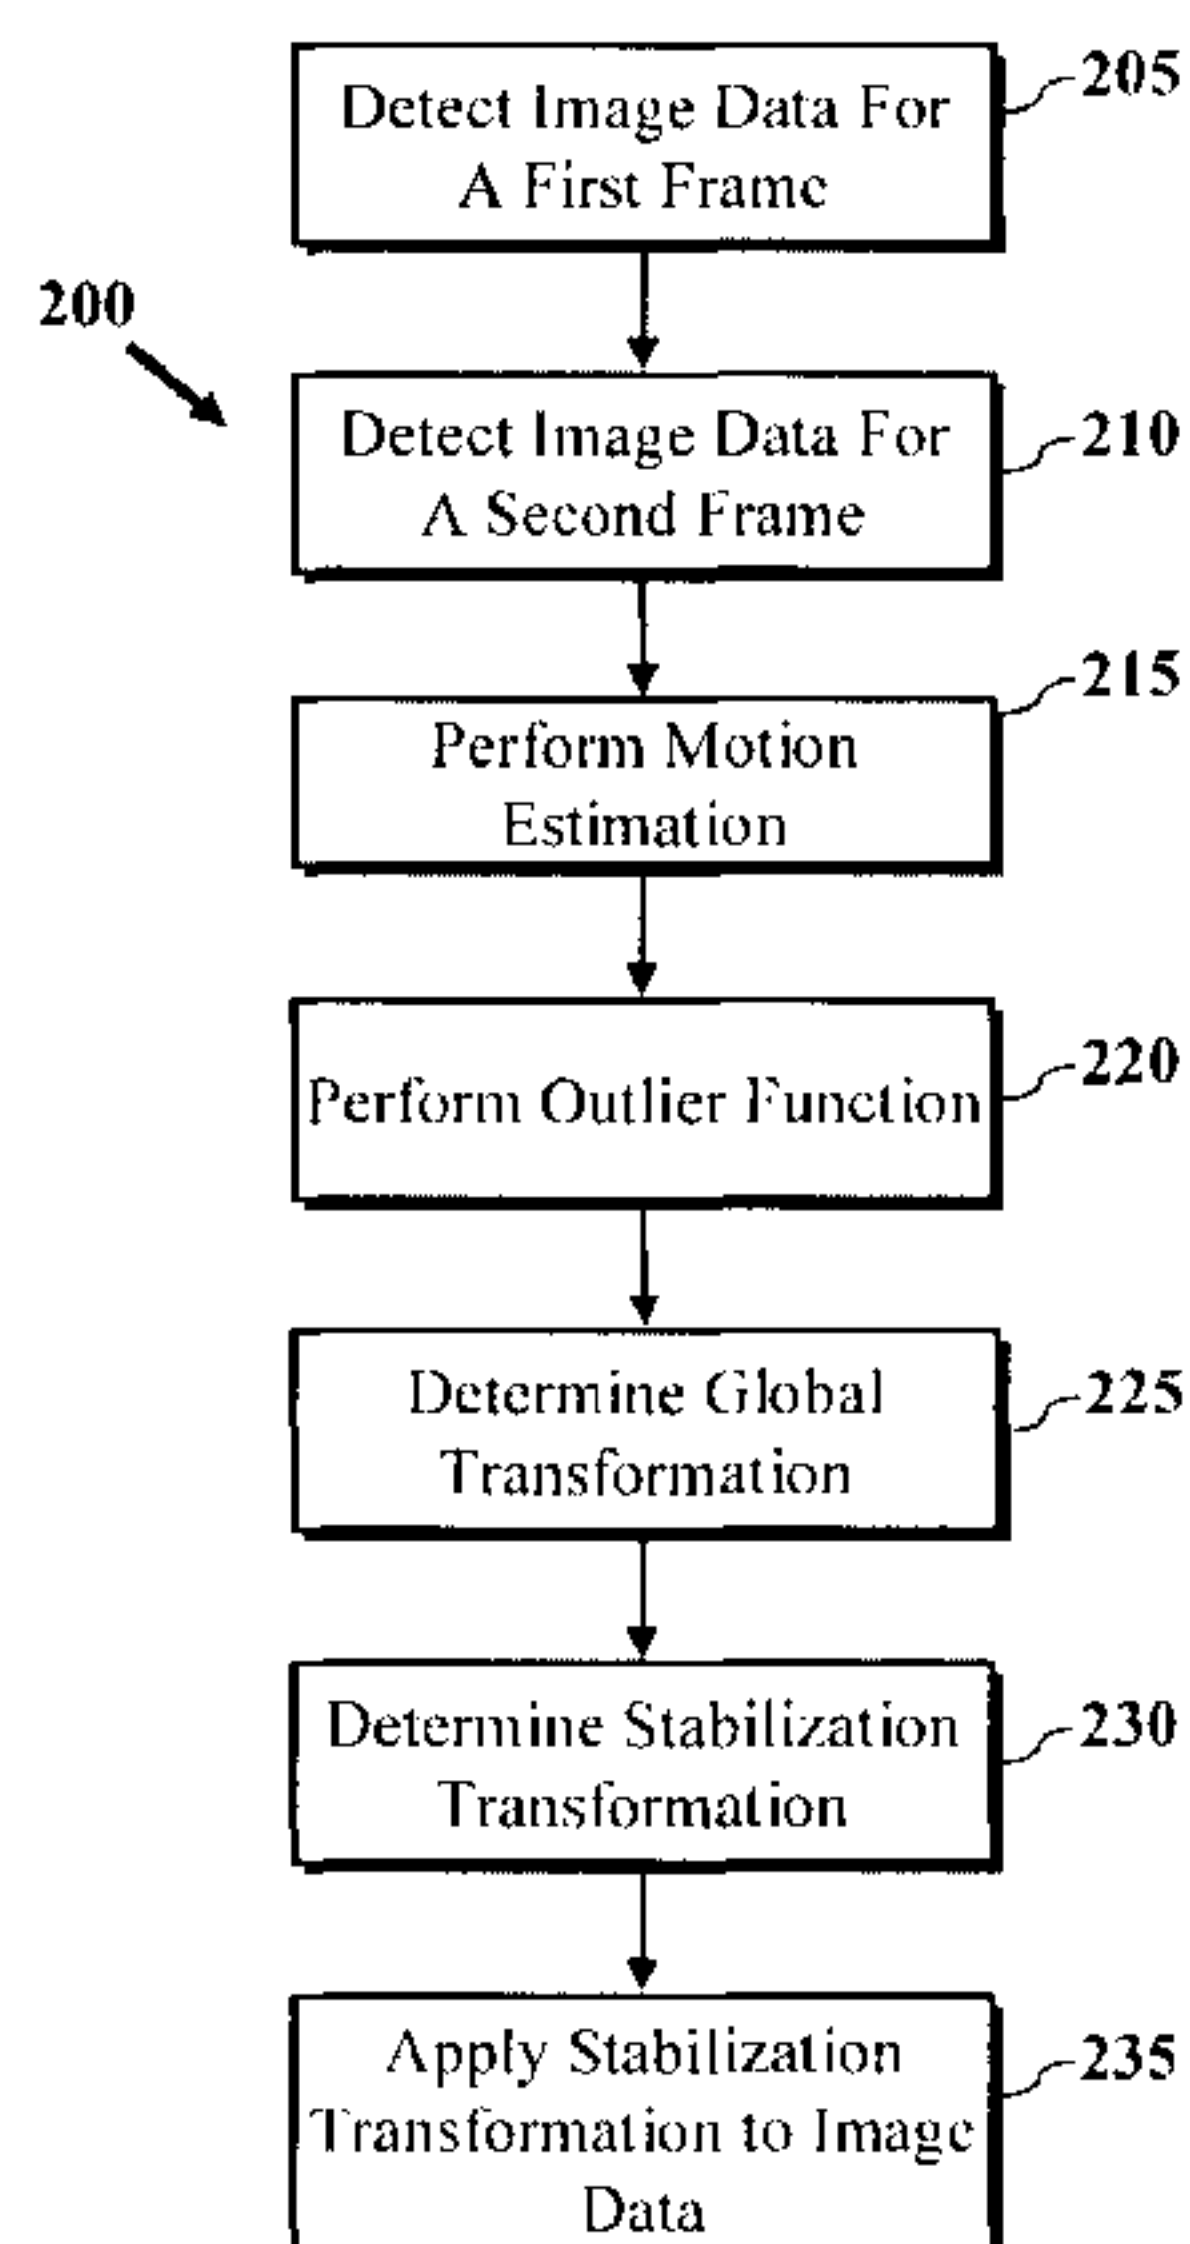 205
Detect Image Data For
A First Frame
200
210
Detect Image Data For
A Second Frame
215
Perform Motion
Estimation
220
Perform Outlier Function
225
Determine Global
Transformation
230
Determine Stabilization
Transformation
235
Apply Stabilization
Transformation to Image
Data